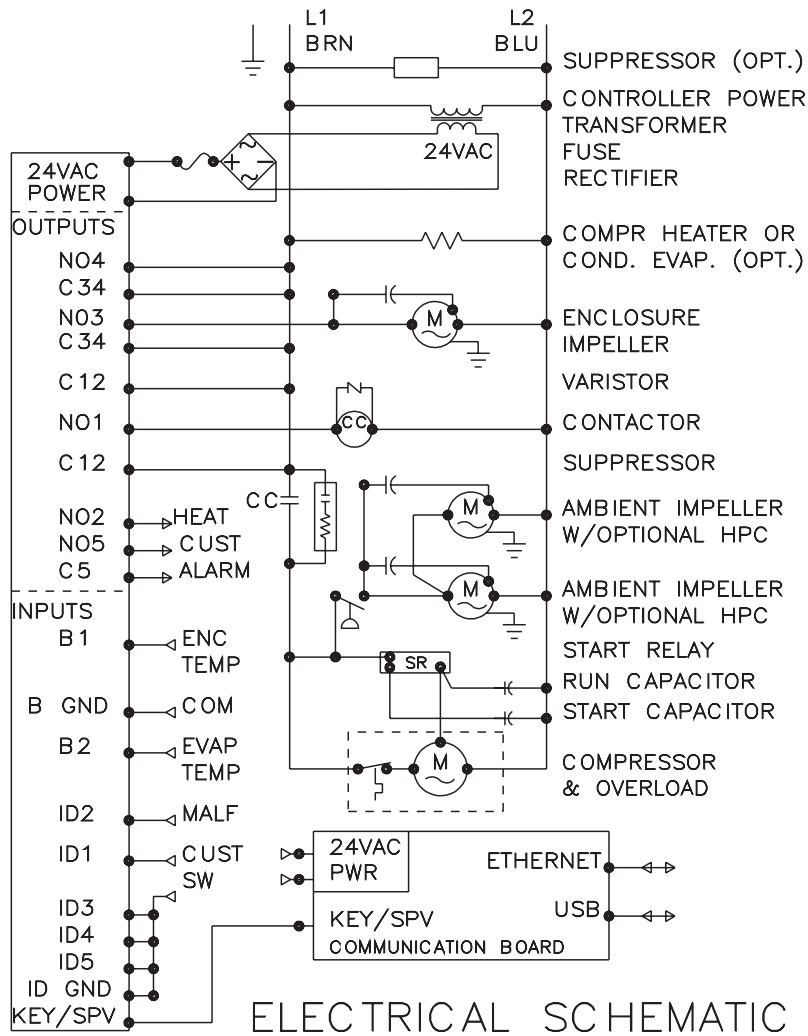 L1
BRN
L2
BLU
SUPPRESSOR (OPT.)
CONTROLLER POWER
TRANSFORMER
FUSE
RECTIFIER
24VAC
24VAC
POWER
OUTPUTS
COMPR HEATER OR
COND. EVAP. (OPT.)
NO4
C34
NO3
C34
M
ENCLOSURE
IMPELLER
C12
VARISTOR
NO1
CC
CONTACTOR
C12
SUPPRESSOR
CC
NO2
HEAT
NO5
CUST
C5
ALARM
M
AMBIENT IMPELLER
W/OPTIONAL HPC
M
AMBIENT IMPELLER
W/OPTIONAL HPC
INPUTS
B1
ENC
TEMP
START RELAY
SR
RUN CAPACITOR
B GND
COM
START CAPACITOR
B2
EVAP
TEMP
M
COMPRESSOR
& OVERLOAD
ID2
MALF
ID1
CUST
SW
24VAC
PWR
ETHERNET
USB
ID3
ID4
ID5
ID GND
KEY/SPV
KEY/SPV
COMMUNICATION BOARD
ELECTRICAL SCHEMATIC